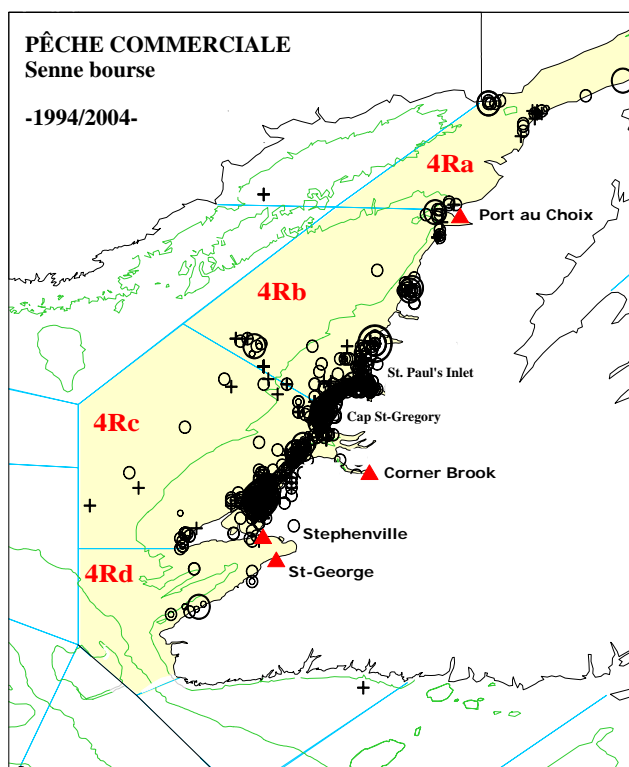 PÊCHE COMMERCIALE
Senne bourse
-1994/2004-
4Ra
Port au Choix
4Rb
St. Paul's Inlet
Cap St-Gregory
4Rc
Corner Brook
Stephenville
4Rd
St-George